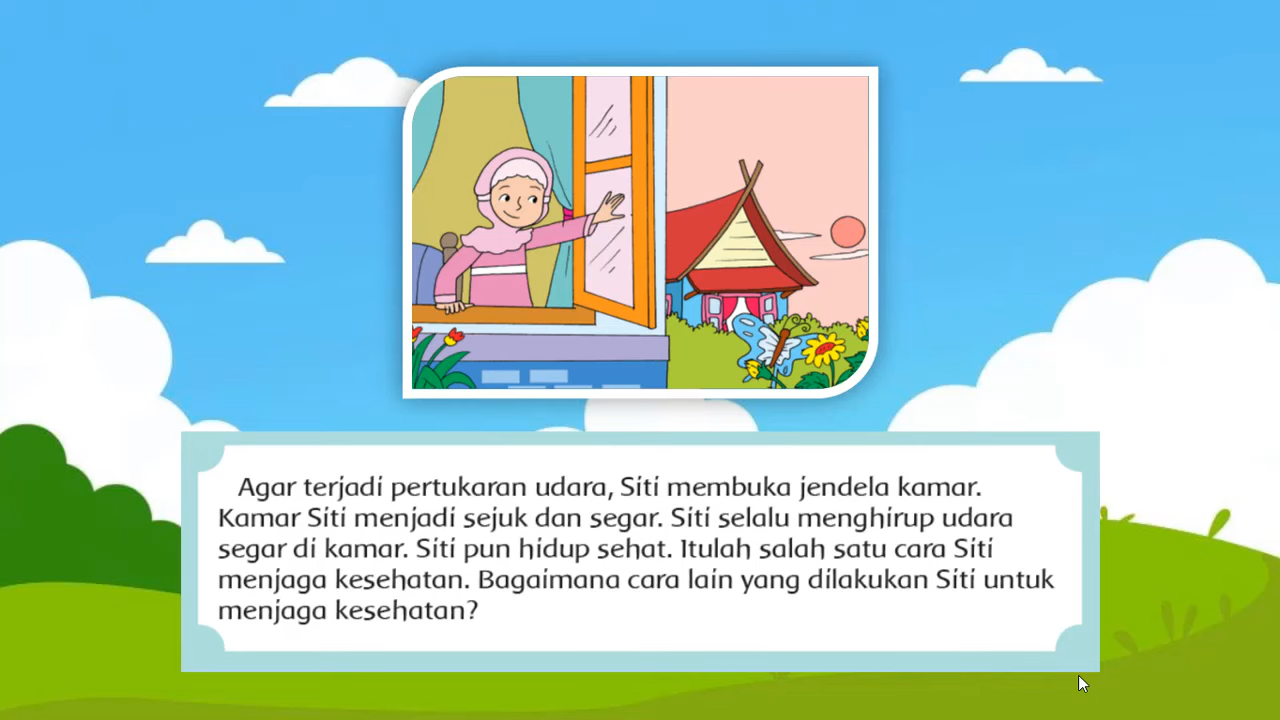 Agar terjadi pertukaran udara, Siti membuka jendela kamar.
Kamar Siti menjadi sejuk dan segar. Siti selalu menghirup udara
segar di kamar. Siti pun hidup sehat. Itulah salah satu cara Siti
menjaga kesehatan. Bagaimana cara lain yang dilakukan Siti untuk
menjaga kesehatan?